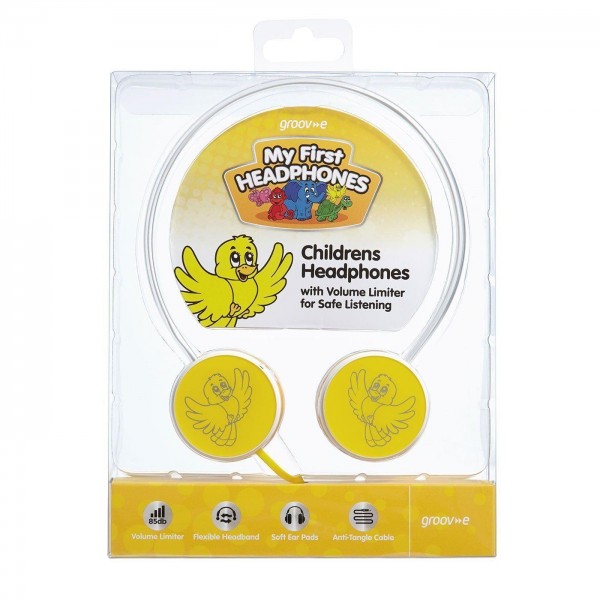 groov»e
My First
HEADPHONES
Childrens
Headphones
with Volume Limiter
for Safe Listening
85db
Volume Limiter
Flexible Headband
Soft Ear Pads
Anti-Tangle Cable
groov»e